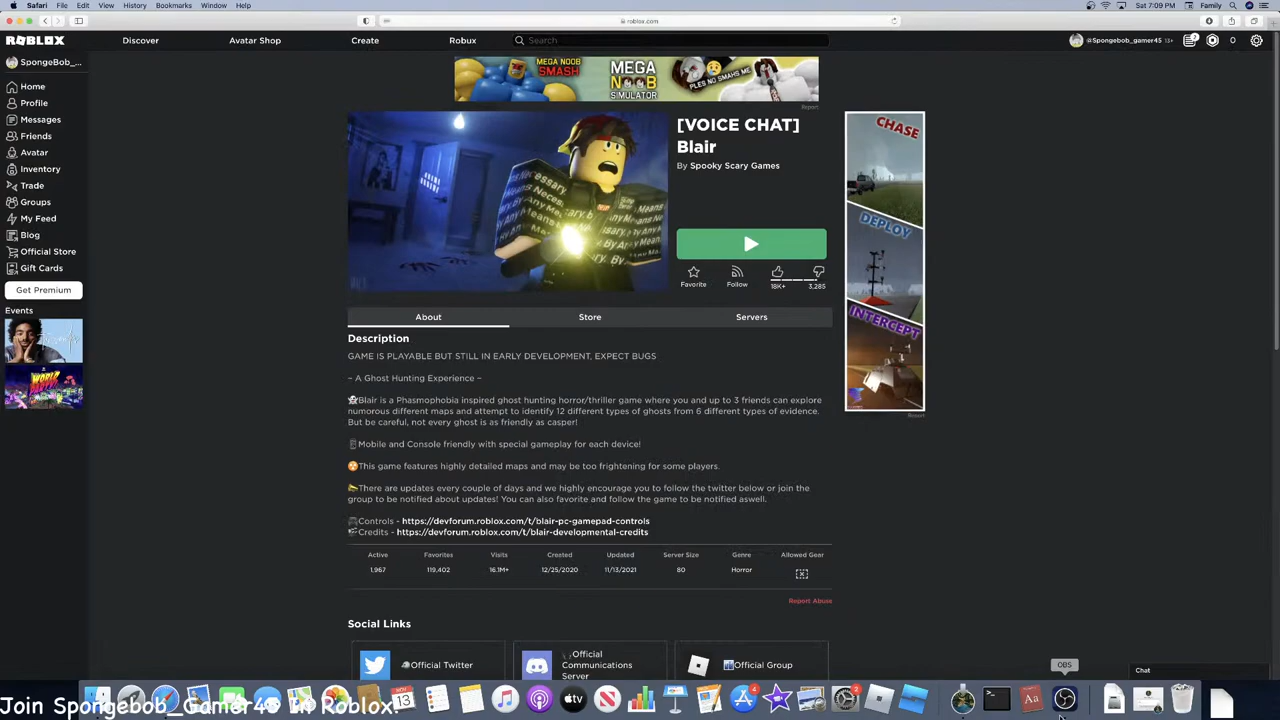 Safari File Edit View History Bookmarks Window Help
Sat 7:09 PM Family
roblox.com
ROBLOX Discover Avatar Shop Create Robux Search @Spongebob_gamer45 13+ 0
SpongeBob_...
Home
Profile
Messages
Friends
Avatar
Inventory
Trade
Groups
My Feed
Blog
Official Store
Gift Cards
Get Premium
Events
MEGA NOOB
SMASH
MEGA
NOOB
SIMULATOR
PLES NO SMAHS ME
Report
[VOICE CHAT]
Blair
By Spooky Scary Games
Favorite Follow 18K+ 3,285
CHASE
DEPLOY
INTERCEPT
Report
About Store Servers
Description
GAME IS PLAYABLE BUT STILL IN EARLY DEVELOPMENT, EXPECT BUGS
~ A Ghost Hunting Experience ~
Blair is a Phasmophobia inspired ghost hunting horror/thriller game where you and up to 3 friends can explore
numorous different maps and attempt to identify 12 different types of ghosts from 6 different types of evidence.
But be careful, not every ghost is as friendly as casper!
Mobile and Console friendly with special gameplay for each device!
This game features highly detailed maps and may be too frightening for some players.
There are updates every couple of days and we highly encourage you to follow the twitter below or join the
group to be notified about updates! You can also favorite and follow the game to be notified aswell.
Controls - https://devforum.roblox.com/t/blair-pc-gamepad-controls
Credits - https://devforum.roblox.com/t/blair-developmental-credits
Active Favorites Visits Created Updated Server Size Genre Allowed Gear
1,967 119,402 16.1M+ 12/25/2020 11/13/2021 80 Horror
Report Abuse
Social Links
Official Twitter
Official
Communications
Server
Official Group
OBS
Chat
Join Spongebob_Gamer45 in Roblox!